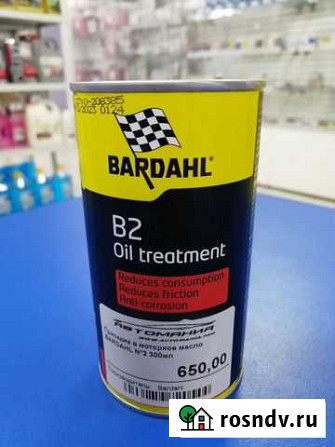 BARDAHL
B2
Oil treatment
Reduces consumption
Reduces friction
Anti-corrosion
АВТОМАНИЯ
в моторное масло
BARDAHL №2 300мл
650,00
Bardahl
rosndv.ru